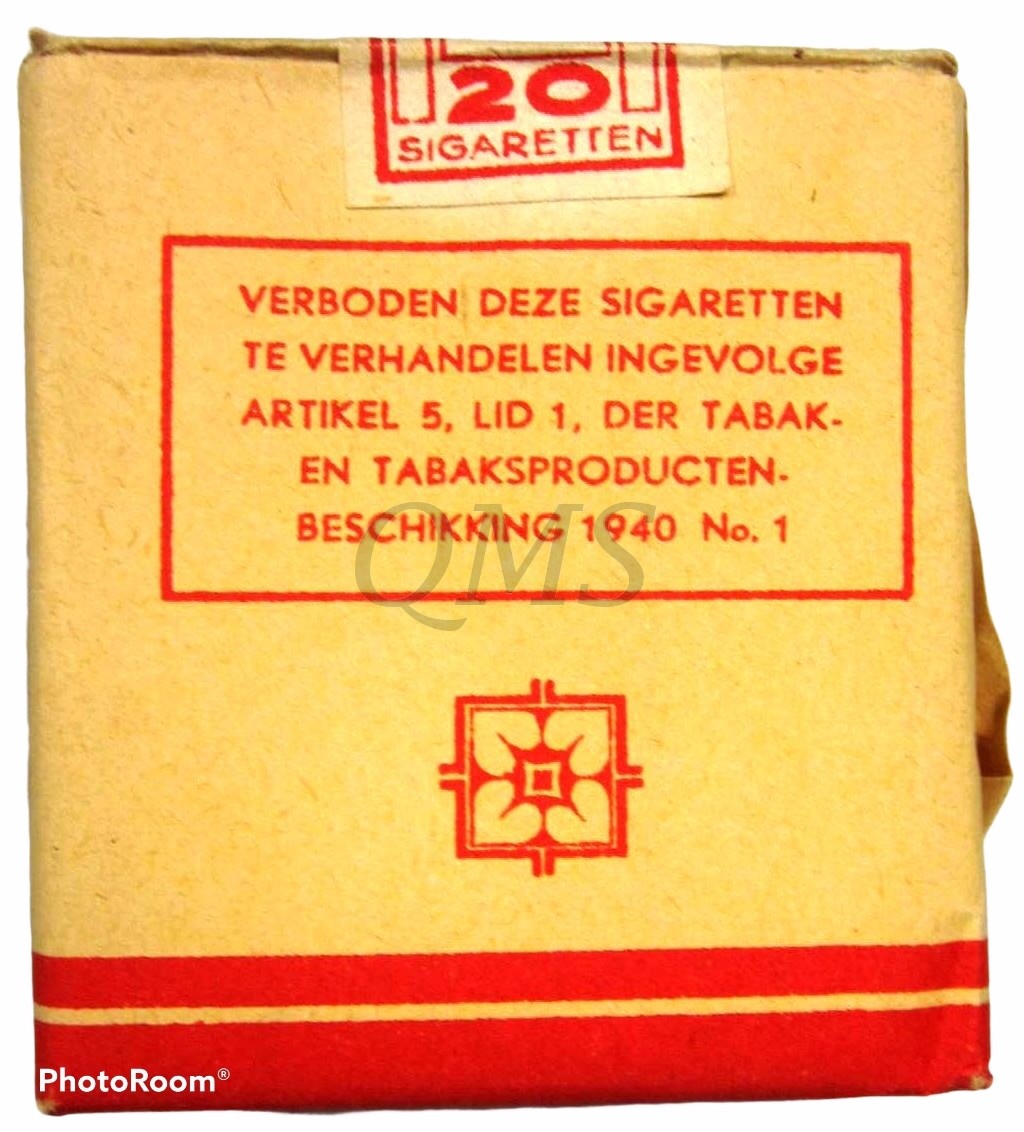 20
SIGARETTEN
VERBODEN DEZE SIGARETTEN
TE VERHANDELEN INGEVOLGE
ARTIKEL 5, LID 1, DER TABAK-
EN TABAKSPRODUCTEN-
BESCHIKKING 1940 No. 1
QMS
PhotoRoom®